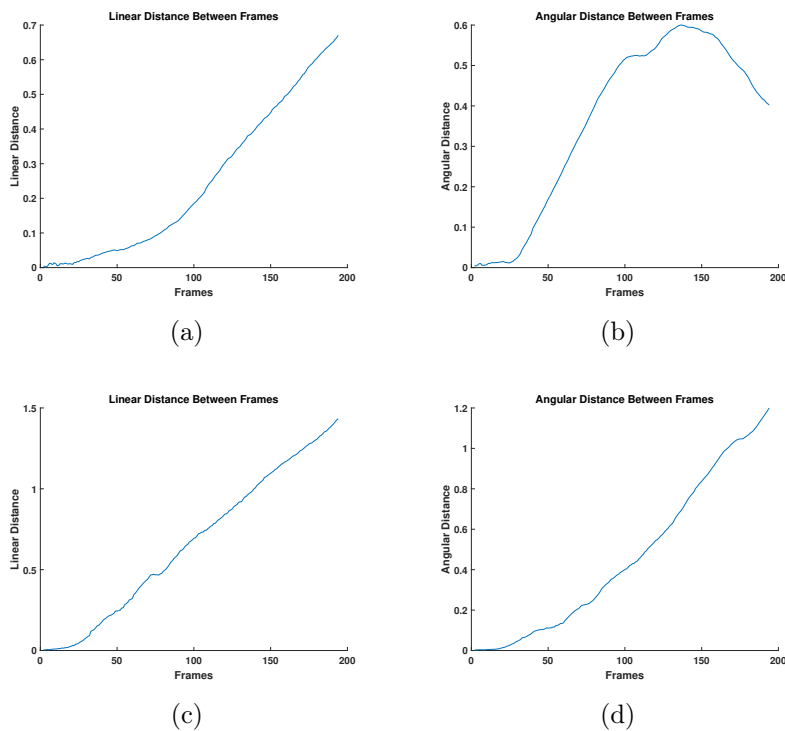 Linear Distance Between Frames
0.7
0.6
0.5
0.4
0.3
0.2
0.1
0
Linear Distance
0 50 100 150 200
Frames
(a)
Angular Distance Between Frames
0.6
0.5
0.4
0.3
0.2
0.1
0
Angular Distance
0 50 100 150 200
Frames
(b)
Linear Distance Between Frames
1.5
1
0.5
0
Linear Distance
0 50 100 150 200
Frames
(c)
Angular Distance Between Frames
1.2
1
0.8
0.6
0.4
0.2
0
Angular Distance
0 50 100 150 200
Frames
(d)